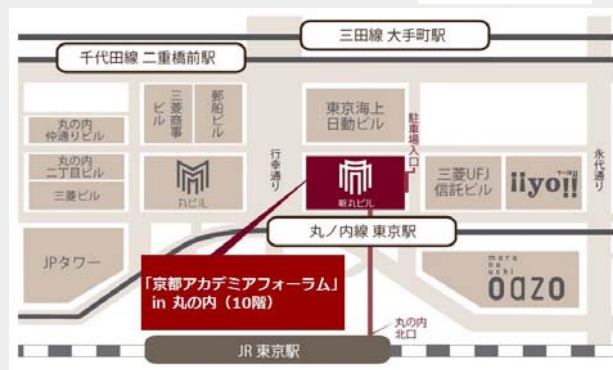 三田線 大手町駅
千代田線 二重橋前駅
丸の内
仲通りビル
三菱商事
ビル
郵船ビル
東京海上
日動ビル
駐車場入口
行幸通り
永代通り
丸の内
二丁目ビル
三菱ビル
丸ビル
新丸ビル
三菱UFJ
信託ビル
iiyo!!
丸ノ内線 東京駅
JPタワー
「京都アカデミアフォーラム」
in 丸の内（10階）
maru
no
uchi
oazo
丸の内
北口
JR 東京駅